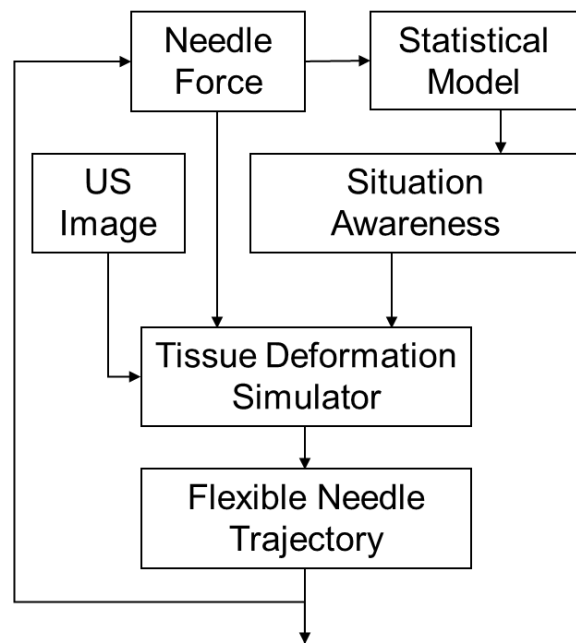 Needle
Force
Statistical
Model
US
Image
Situation
Awareness
Tissue Deformation
Simulator
Flexible Needle
Trajectory